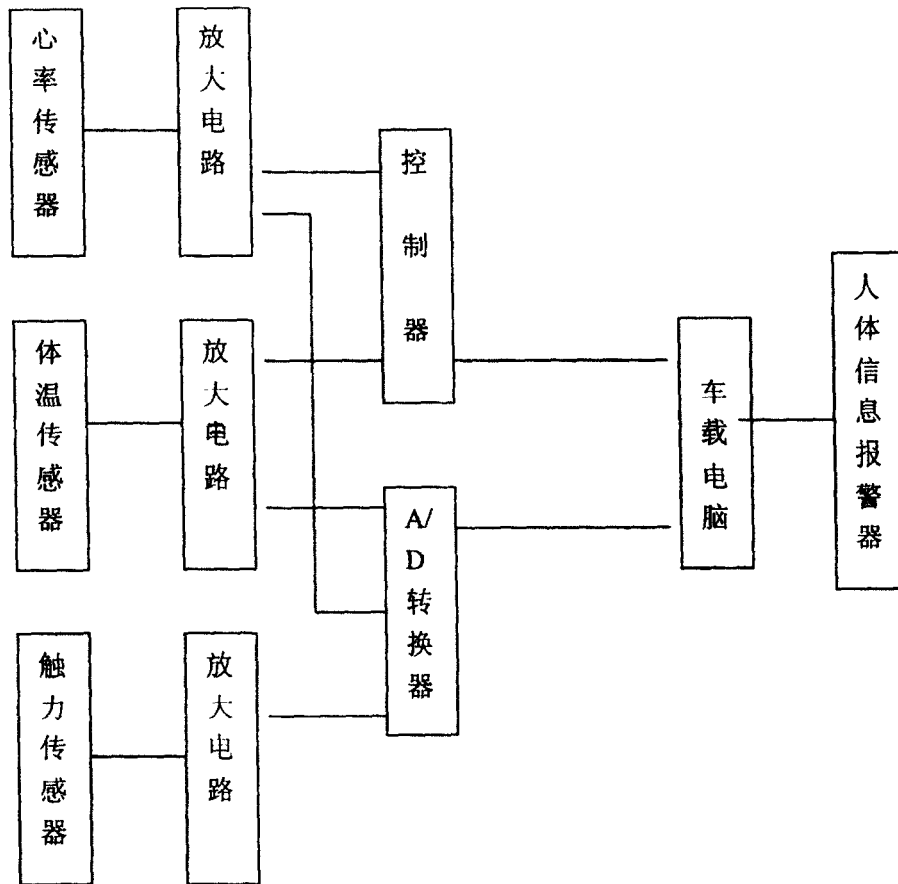 心率传感器
放大电路
控制器
体温传感器
放大电路
A/D转换器
触力传感器
放大电路
车载电脑
人体信息报警器